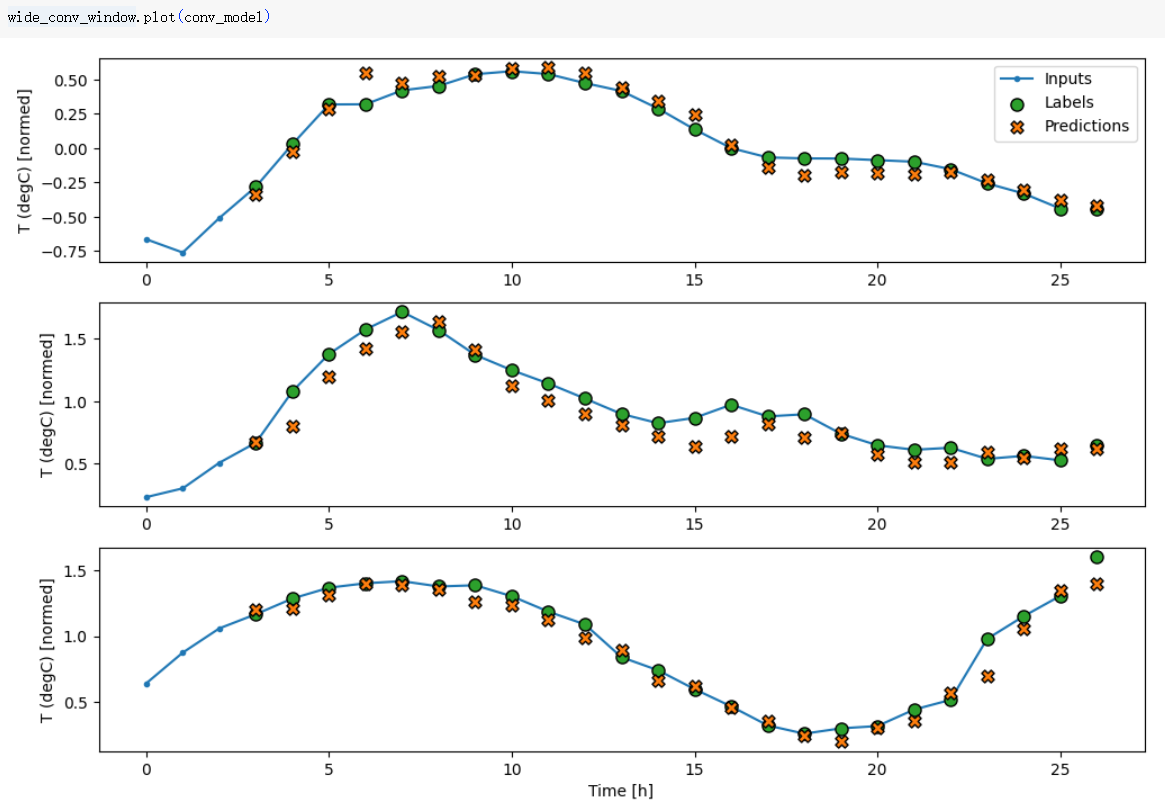 wide_conv_window.plot(conv_model)
T (degC) [normed]
0.50
0.25
0.00
−0.25
−0.50
−0.75
Inputs
Labels
Predictions
0 5 10 15 20 25
T (degC) [normed]
1.5
1.0
0.5
0 5 10 15 20 25
T (degC) [normed]
1.5
1.0
0.5
0 5 10 15 20 25
Time [h]